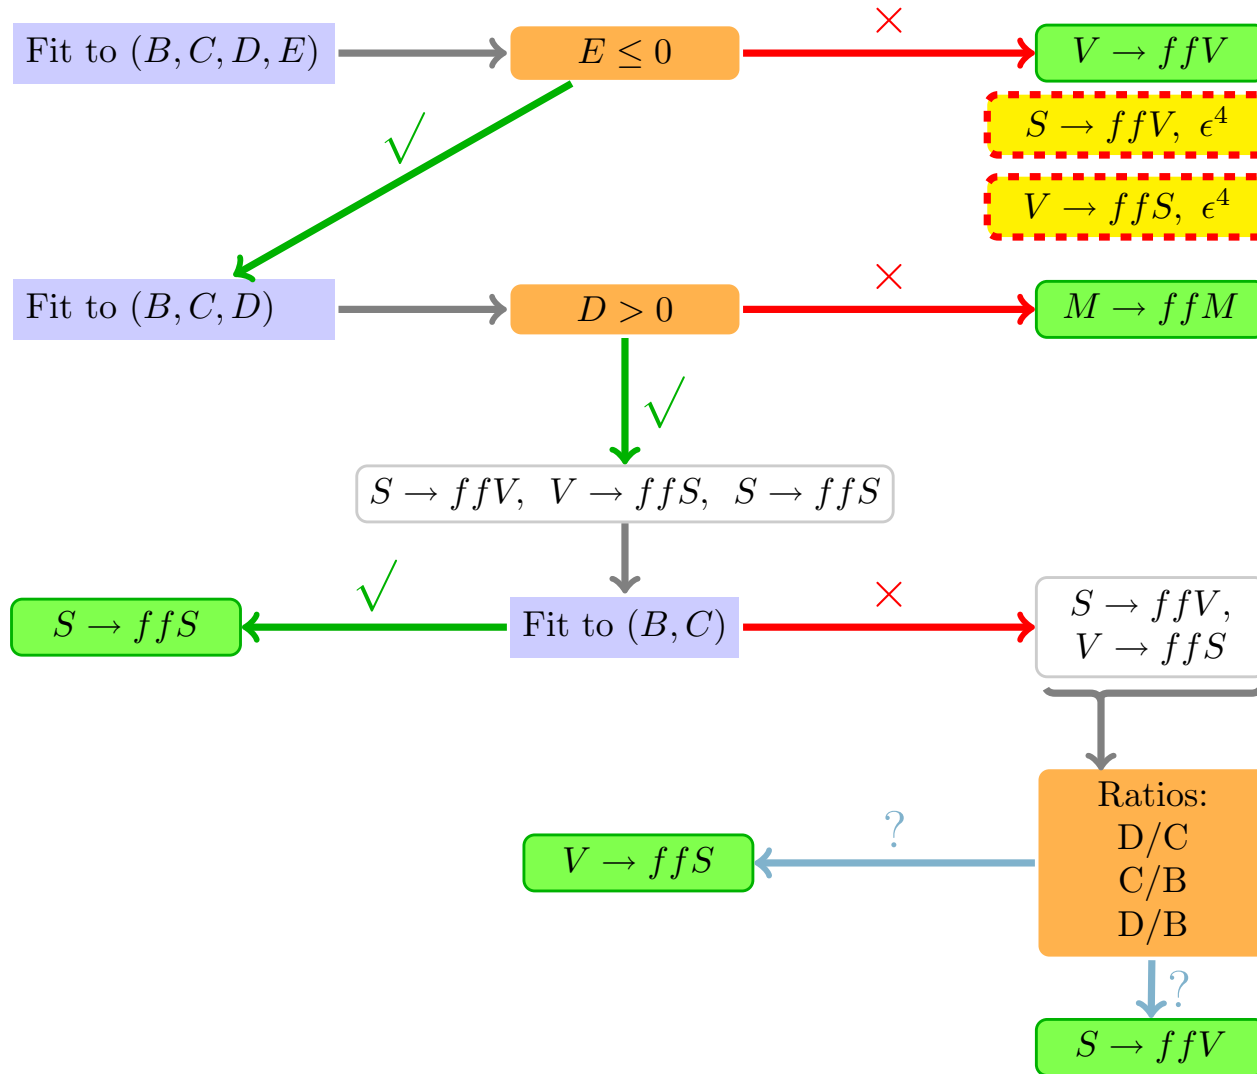 Fit to (B, C, D, E)
E ≤ 0
×
V → ffV
S → ffV, ϵ⁴
V → ffS, ϵ⁴
√
Fit to (B, C, D)
D > 0
×
M → ffM
√
S → ffV, V → ffS, S → ffS
S → ffS
√
Fit to (B, C)
×
S → ffV,
V → ffS
Ratios:
D/C
C/B
D/B
?
V → ffS
?
S → ffV